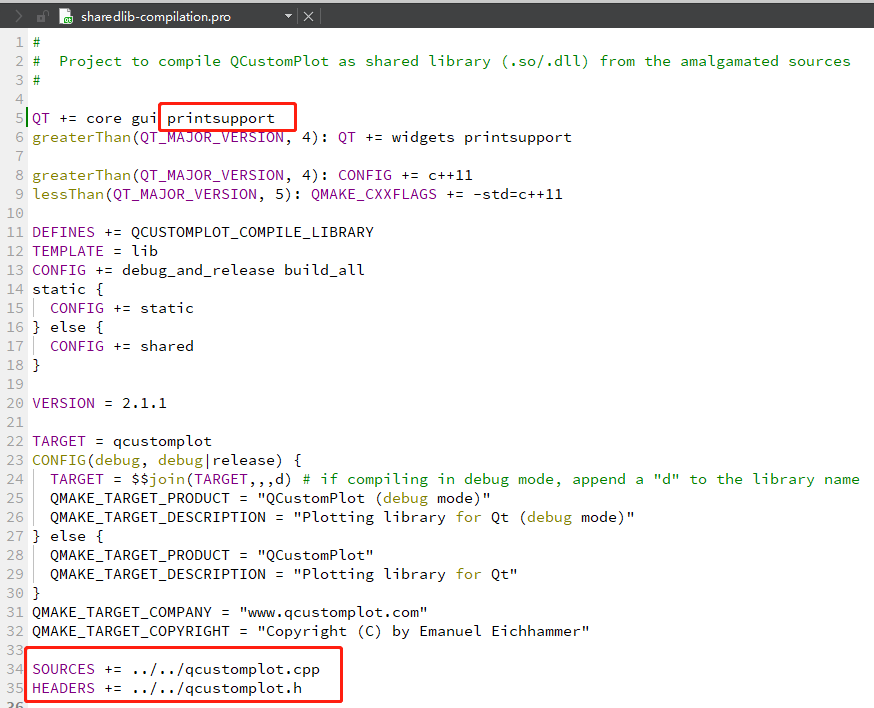 sharedlib-compilation.pro
1 #
2 #  Project to compile QCustomPlot as shared library (.so/.dll) from the amalgamated sources
3 #
4
5 QT += core gui printsupport
6 greaterThan(QT_MAJOR_VERSION, 4): QT += widgets printsupport
7
8 greaterThan(QT_MAJOR_VERSION, 4): CONFIG += c++11
9 lessThan(QT_MAJOR_VERSION, 5): QMAKE_CXXFLAGS += -std=c++11
10
11 DEFINES += QCUSTOMPLOT_COMPILE_LIBRARY
12 TEMPLATE = lib
13 CONFIG += debug_and_release build_all
14 static {
15   CONFIG += static
16 } else {
17   CONFIG += shared
18 }
19
20 VERSION = 2.1.1
21
22 TARGET = qcustomplot
23 CONFIG(debug, debug|release) {
24   TARGET = $$join(TARGET,,,d) # if compiling in debug mode, append a "d" to the library name
25   QMAKE_TARGET_PRODUCT = "QCustomPlot (debug mode)"
26   QMAKE_TARGET_DESCRIPTION = "Plotting library for Qt (debug mode)"
27 } else {
28   QMAKE_TARGET_PRODUCT = "QCustomPlot"
29   QMAKE_TARGET_DESCRIPTION = "Plotting library for Qt"
30 }
31 QMAKE_TARGET_COMPANY = "www.qcustomplot.com"
32 QMAKE_TARGET_COPYRIGHT = "Copyright (C) by Emanuel Eichhammer"
33
34 SOURCES += ../../qcustomplot.cpp
35 HEADERS += ../../qcustomplot.h
36